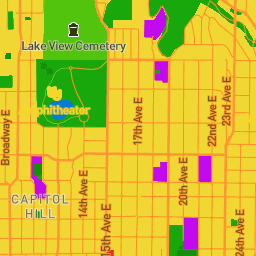 Lake View Cemetery
Amphitheater
Broadway E
17th Ave E
22nd Ave E
23rd Ave E
14th Ave E
20th Ave E
CAPITOL
HILL
15th Ave E
24th Ave E